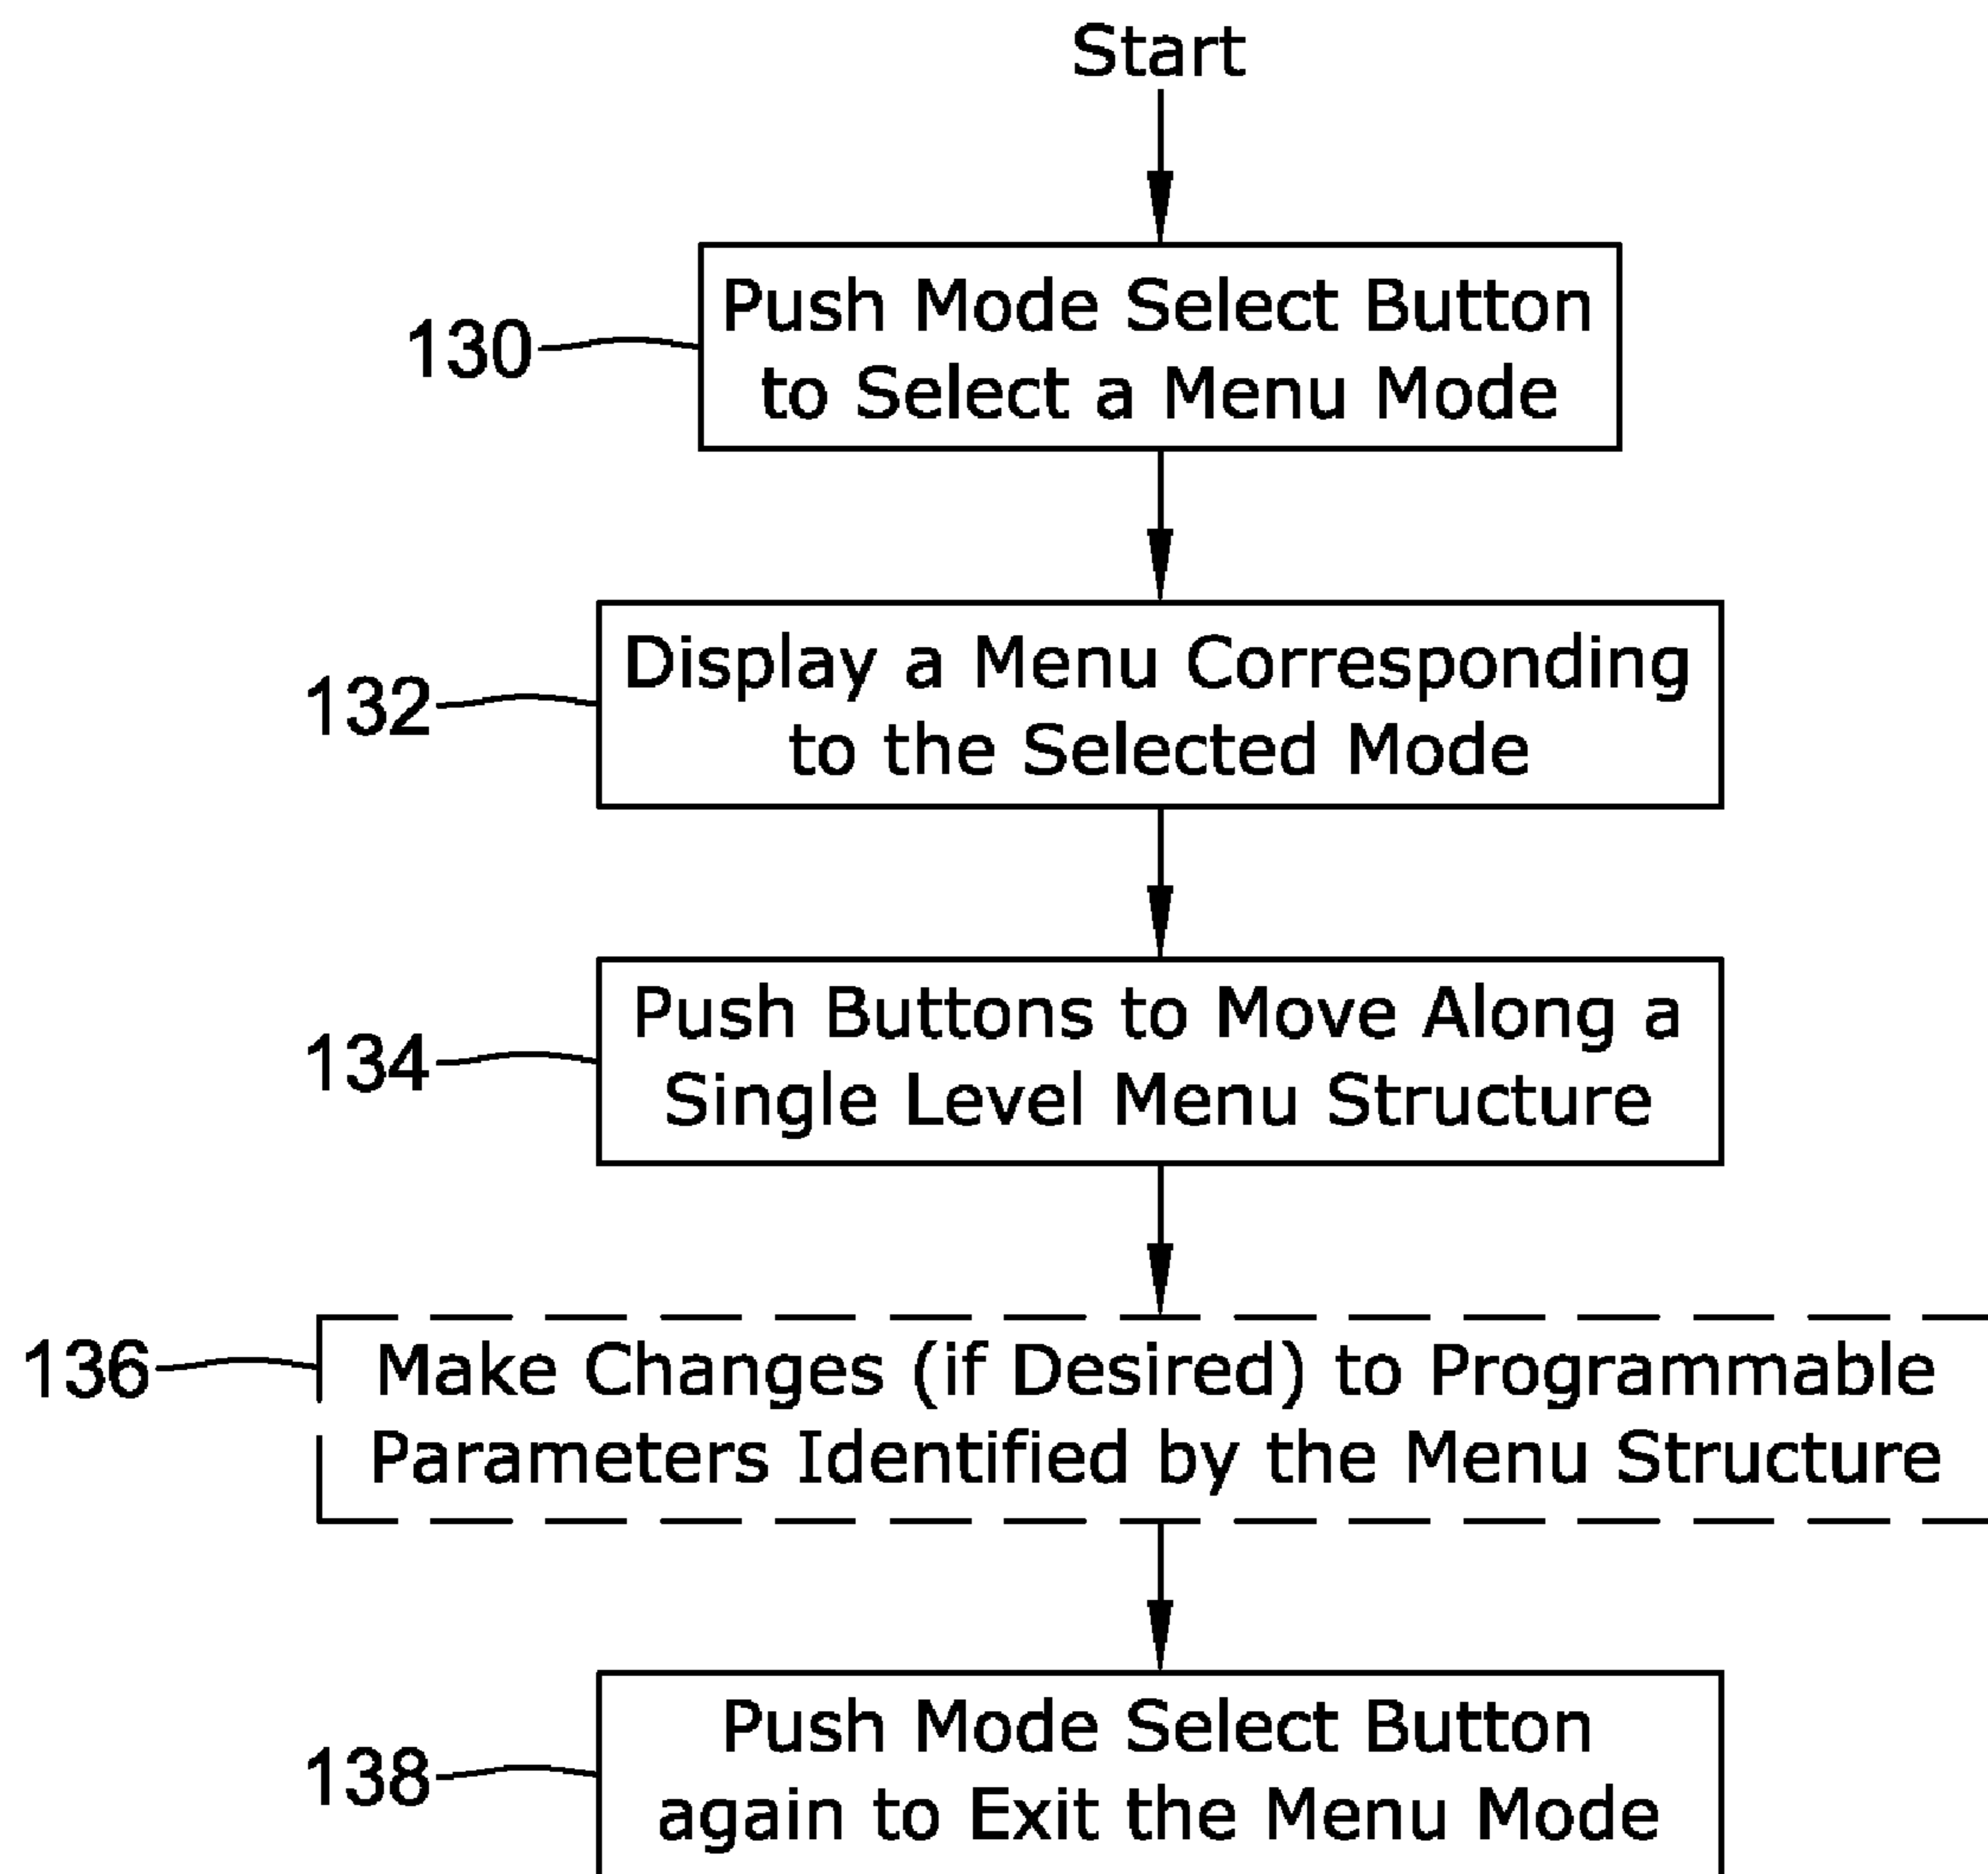 Start
130
Push Mode Select Button
to Select a Menu Mode
132
Display a Menu Corresponding
to the Selected Mode
134
Push Buttons to Move Along a
Single Level Menu Structure
136
Make Changes (if Desired) to Programmable
Parameters Identified by the Menu Structure
138
Push Mode Select Button
again to Exit the Menu Mode